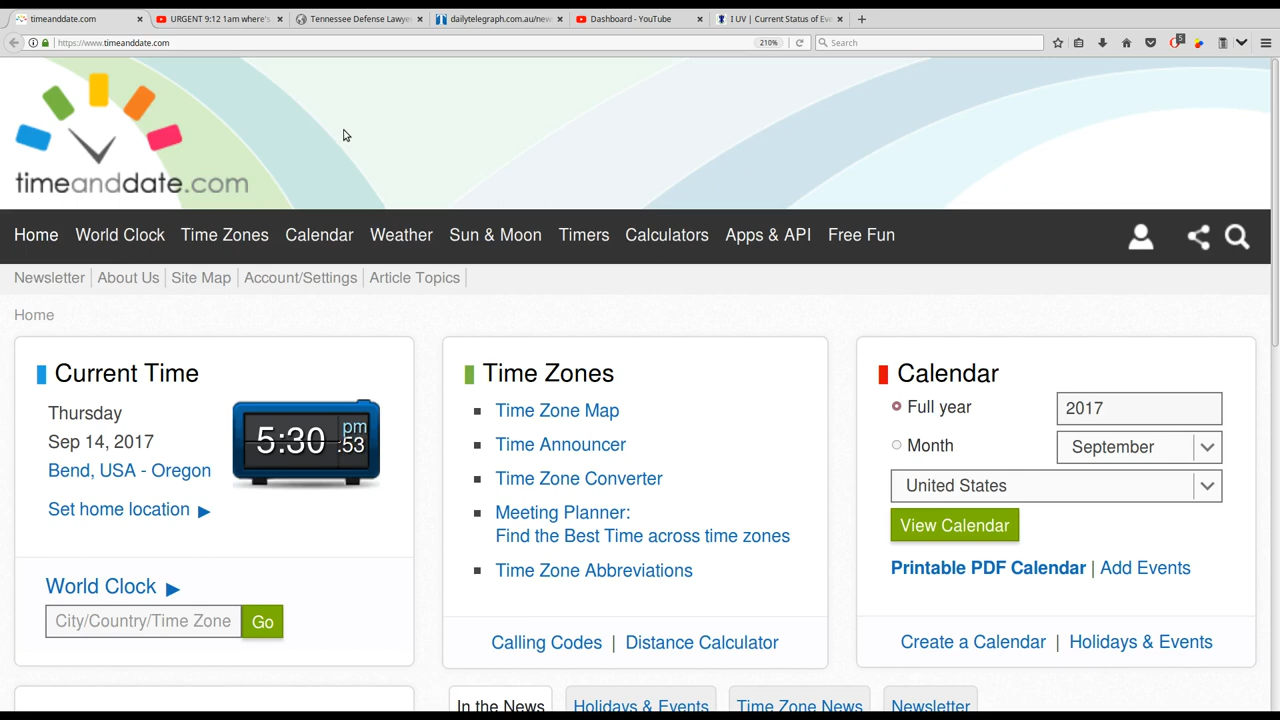 timeanddate.com
URGENT 9:12 1am where's
Tennessee Defense Lawye
dailytelegraph.com.au/new
Dashboard - YouTube
I UV | Current Status of Ev
https://www.timeanddate.com
210%
Search
5
timeanddate.com
Home World Clock Time Zones Calendar Weather Sun & Moon Timers Calculators Apps & API Free Fun
Newsletter | About Us | Site Map | Account/Settings | Article Topics |
Home
Current Time
Thursday
Sep 14, 2017
Bend, USA - Oregon
Set home location
5:30 pm :53
World Clock
City/Country/Time Zone
Go
Time Zones
Time Zone Map
Time Announcer
Time Zone Converter
Meeting Planner:
Find the Best Time across time zones
Time Zone Abbreviations
Calling Codes | Distance Calculator
Calendar
Full year 2017
Month September
United States
View Calendar
Printable PDF Calendar | Add Events
Create a Calendar | Holidays & Events
In the News
Holidays & Events
Time Zone News
Newsletter